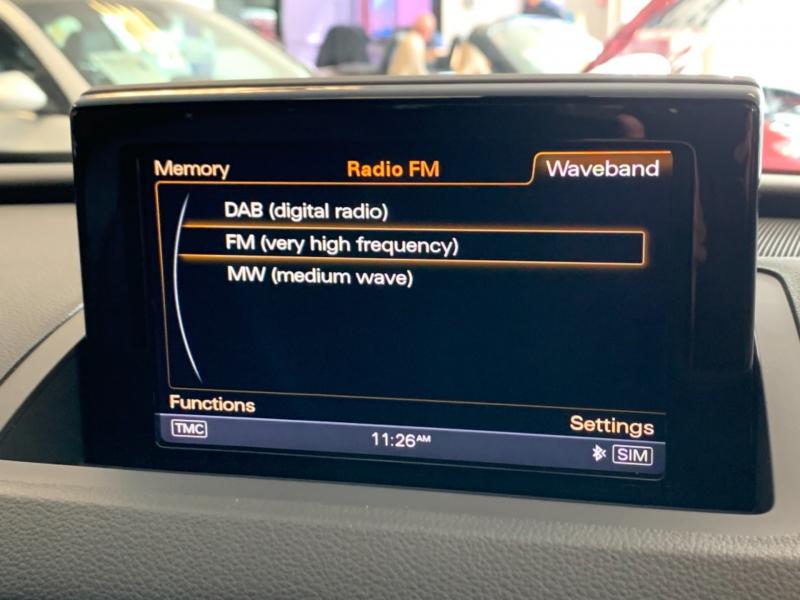 Memory Radio FM Waveband
DAB (digital radio)
FM (very high frequency)
MW (medium wave)
Functions
Settings
TMC 11:26AM SIM